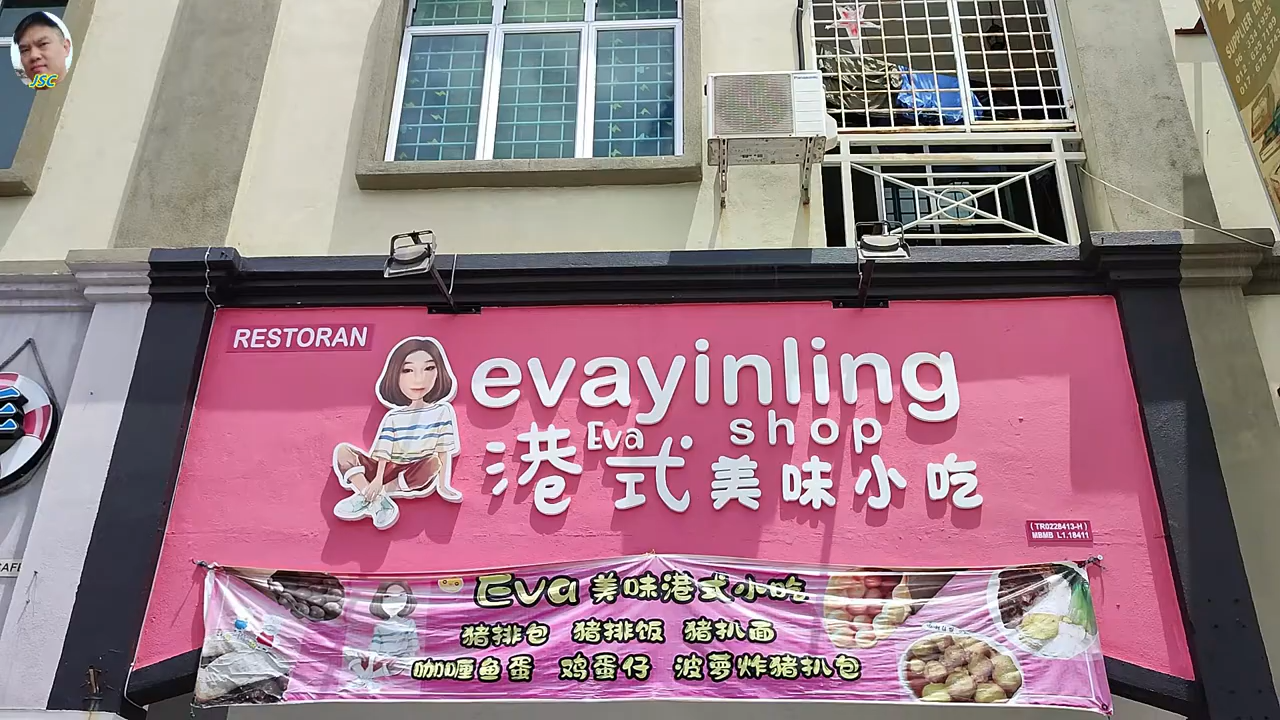 JSC
Panasonic
RESTORAN
evayinling
Eva shop
港式美味小吃
(TR0228413-H)
MBMB L1.18411
Eva 美味港式小吃
猪排包 猪排饭 猪扒面
咖喱鱼蛋 鸡蛋仔 波萝炸猪扒包
CAFE